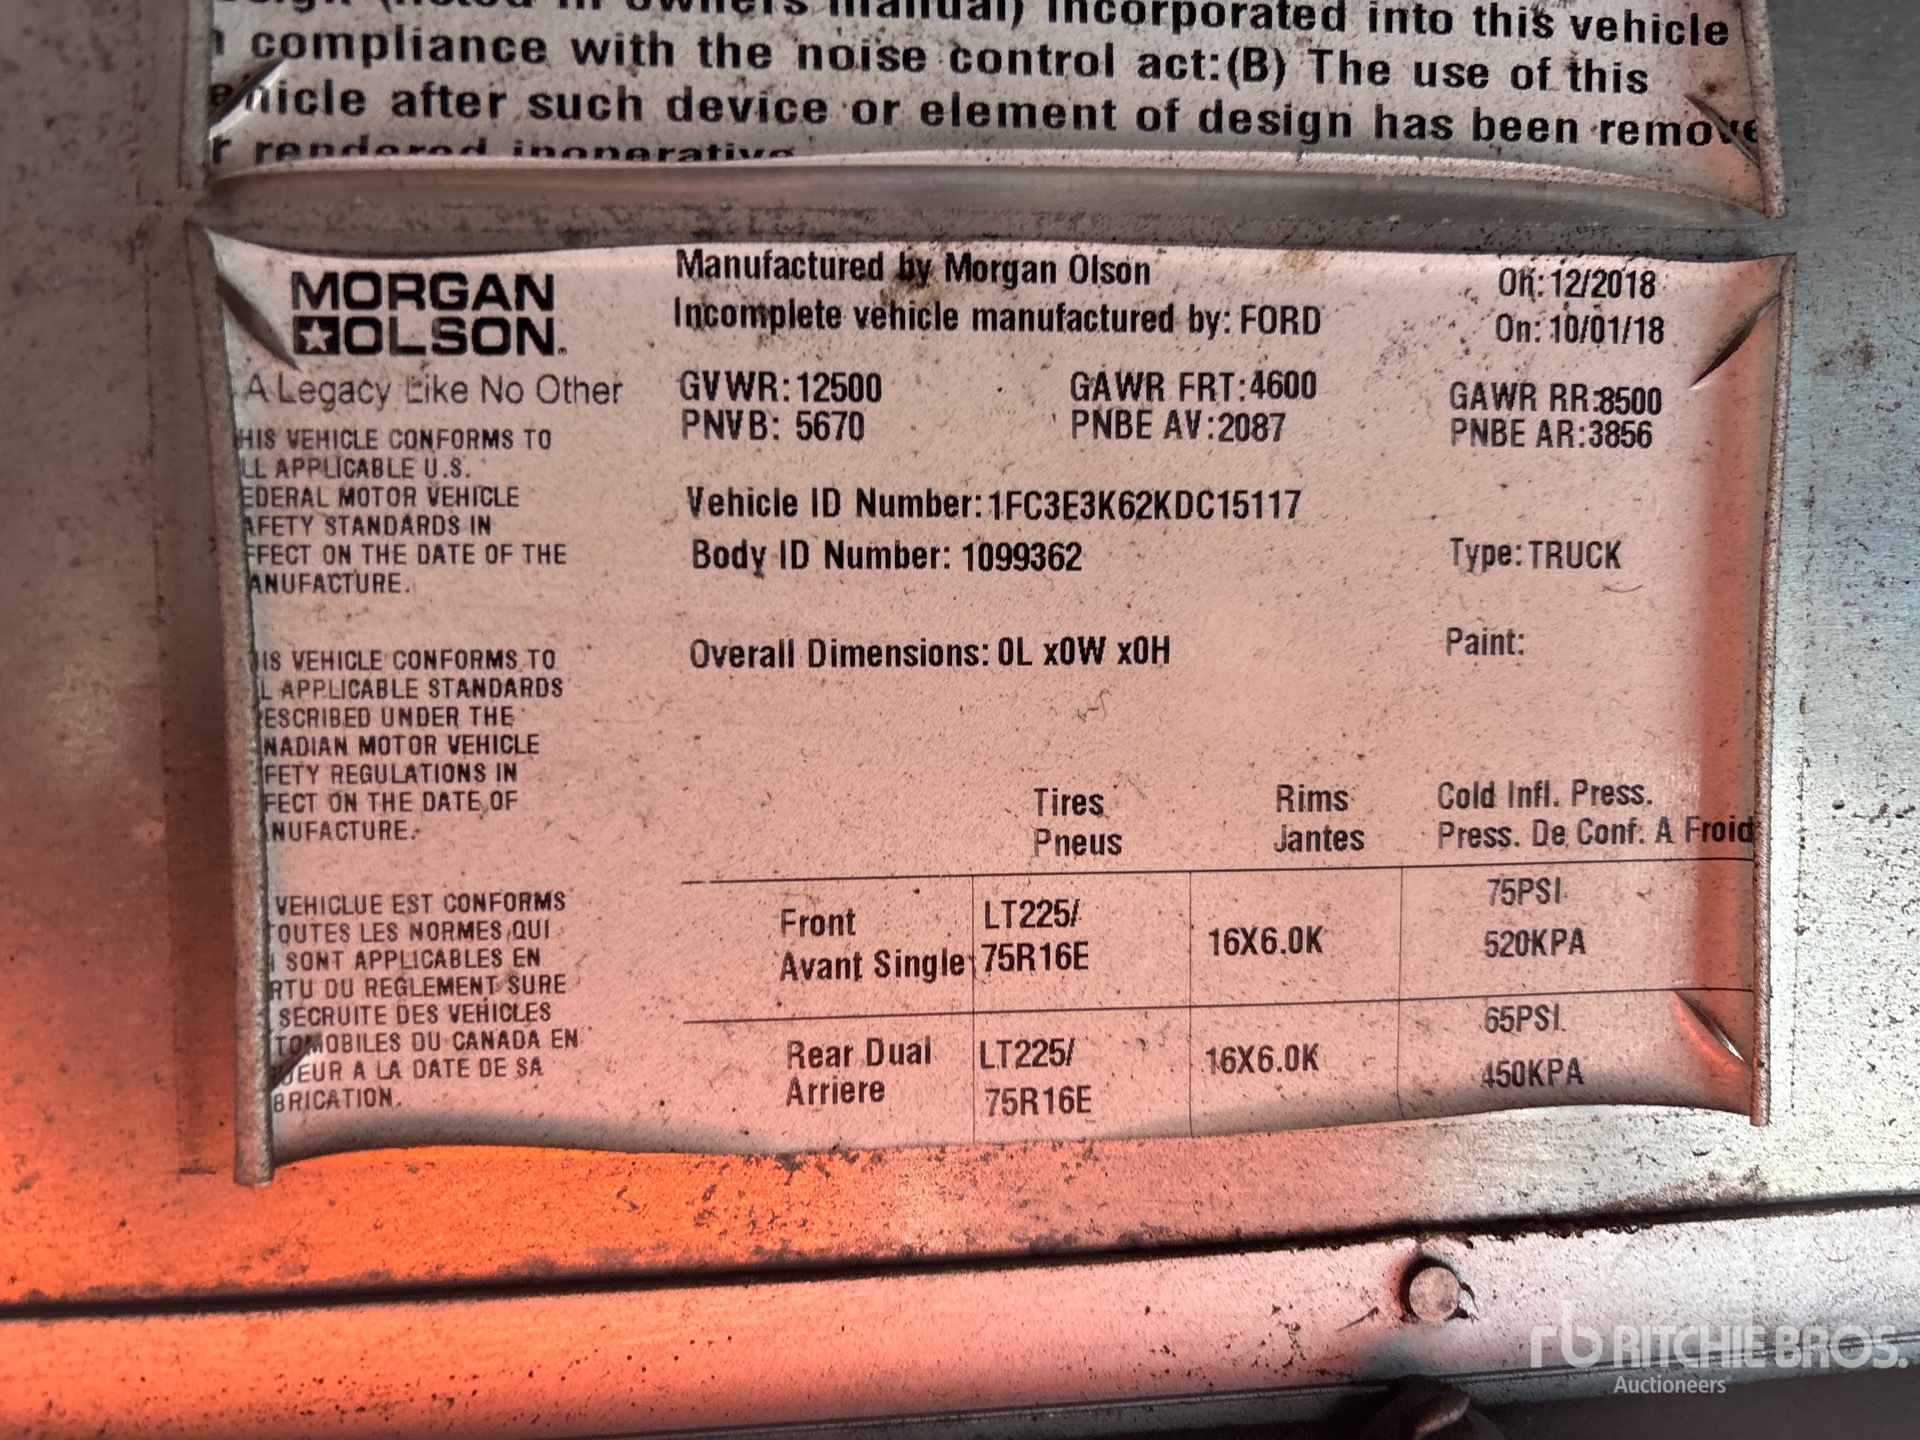 (noted in owners manual) incorporated into this vehicle
compliance with the noise control act:(B) The use of this
ehicle after such device or element of design has been remove
r rendered inoperative
MORGAN
OLSON.
A Legacy Like No Other
Manufactured by Morgan Olson
On: 12/2018
Incomplete vehicle manufactured by: FORD
On: 10/01/18
GVWR: 12500
GAWR FRT: 4600
GAWR RR: 8500
PNVB: 5670
PNBE AV: 2087
PNBE AR: 3856
Vehicle ID Number: 1FC3E3K62KDC15117
Body ID Number: 1099362
Type: TRUCK
Overall Dimensions: 0L x0W x0H
Paint:
HIS VEHICLE CONFORMS TO
LL APPLICABLE U.S.
EDERAL MOTOR VEHICLE
AFETY STANDARDS IN
FFECT ON THE DATE OF THE
ANUFACTURE.
IS VEHICLE CONFORMS TO
L APPLICABLE STANDARDS
ESCRIBED UNDER THE
NADIAN MOTOR VEHICLE
FETY REGULATIONS IN
FECT ON THE DATE OF
NUFACTURE.
VEHICLUE EST CONFORMS
TOUTES LES NORMES QUI
I SONT APPLICABLES EN
RTU DU REGLEMENT SURE
SECRUITE DES VEHICLES
TOMOBILES DU CANADA EN
UEUR A LA DATE DE SA
BRICATION.
Tires
Pneus
Rims
Jantes
Cold Infl. Press.
Press. De Conf. A Froid
Front
Avant Single
LT225/
75R16E
16X6.0K
75PSI
520KPA
Rear Dual
Arriere
LT225/
75R16E
16X6.0K
65PSI
450KPA
rb RITCHIE BROS.
Auctioneers